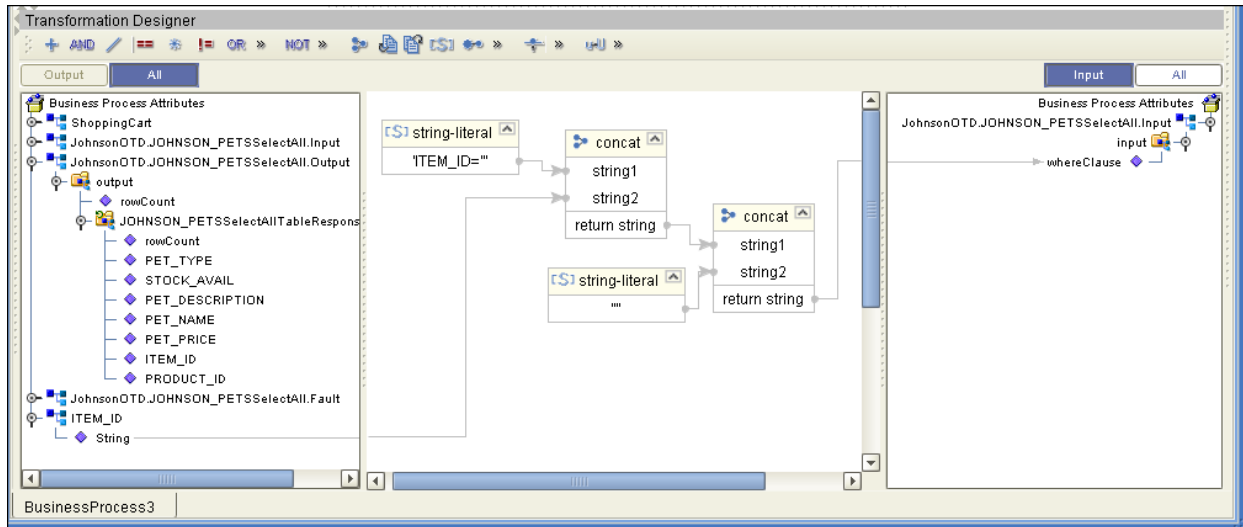 Transformation Designer
AND == != OR » NOT » [S] » » »
Output All Input All
Business Process Attributes
ShoppingCart
JohnsonOTD.JOHNSON_PETSSelectAll.Input
JohnsonOTD.JOHNSON_PETSSelectAll.Output
output
rowCount
JOHNSON_PETSSelectAllTableRespons
rowCount
PET_TYPE
STOCK_AVAIL
PET_DESCRIPTION
PET_NAME
PET_PRICE
ITEM_ID
PRODUCT_ID
JohnsonOTD.JOHNSON_PETSSelectAll.Fault
ITEM_ID
String
[S] string-literal
'ITEM_ID='"
concat
string1
string2
return string
[S] string-literal
""
concat
string1
string2
return string
Business Process Attributes
JohnsonOTD.JOHNSON_PETSSelectAll.Input
input
whereClause
BusinessProcess3